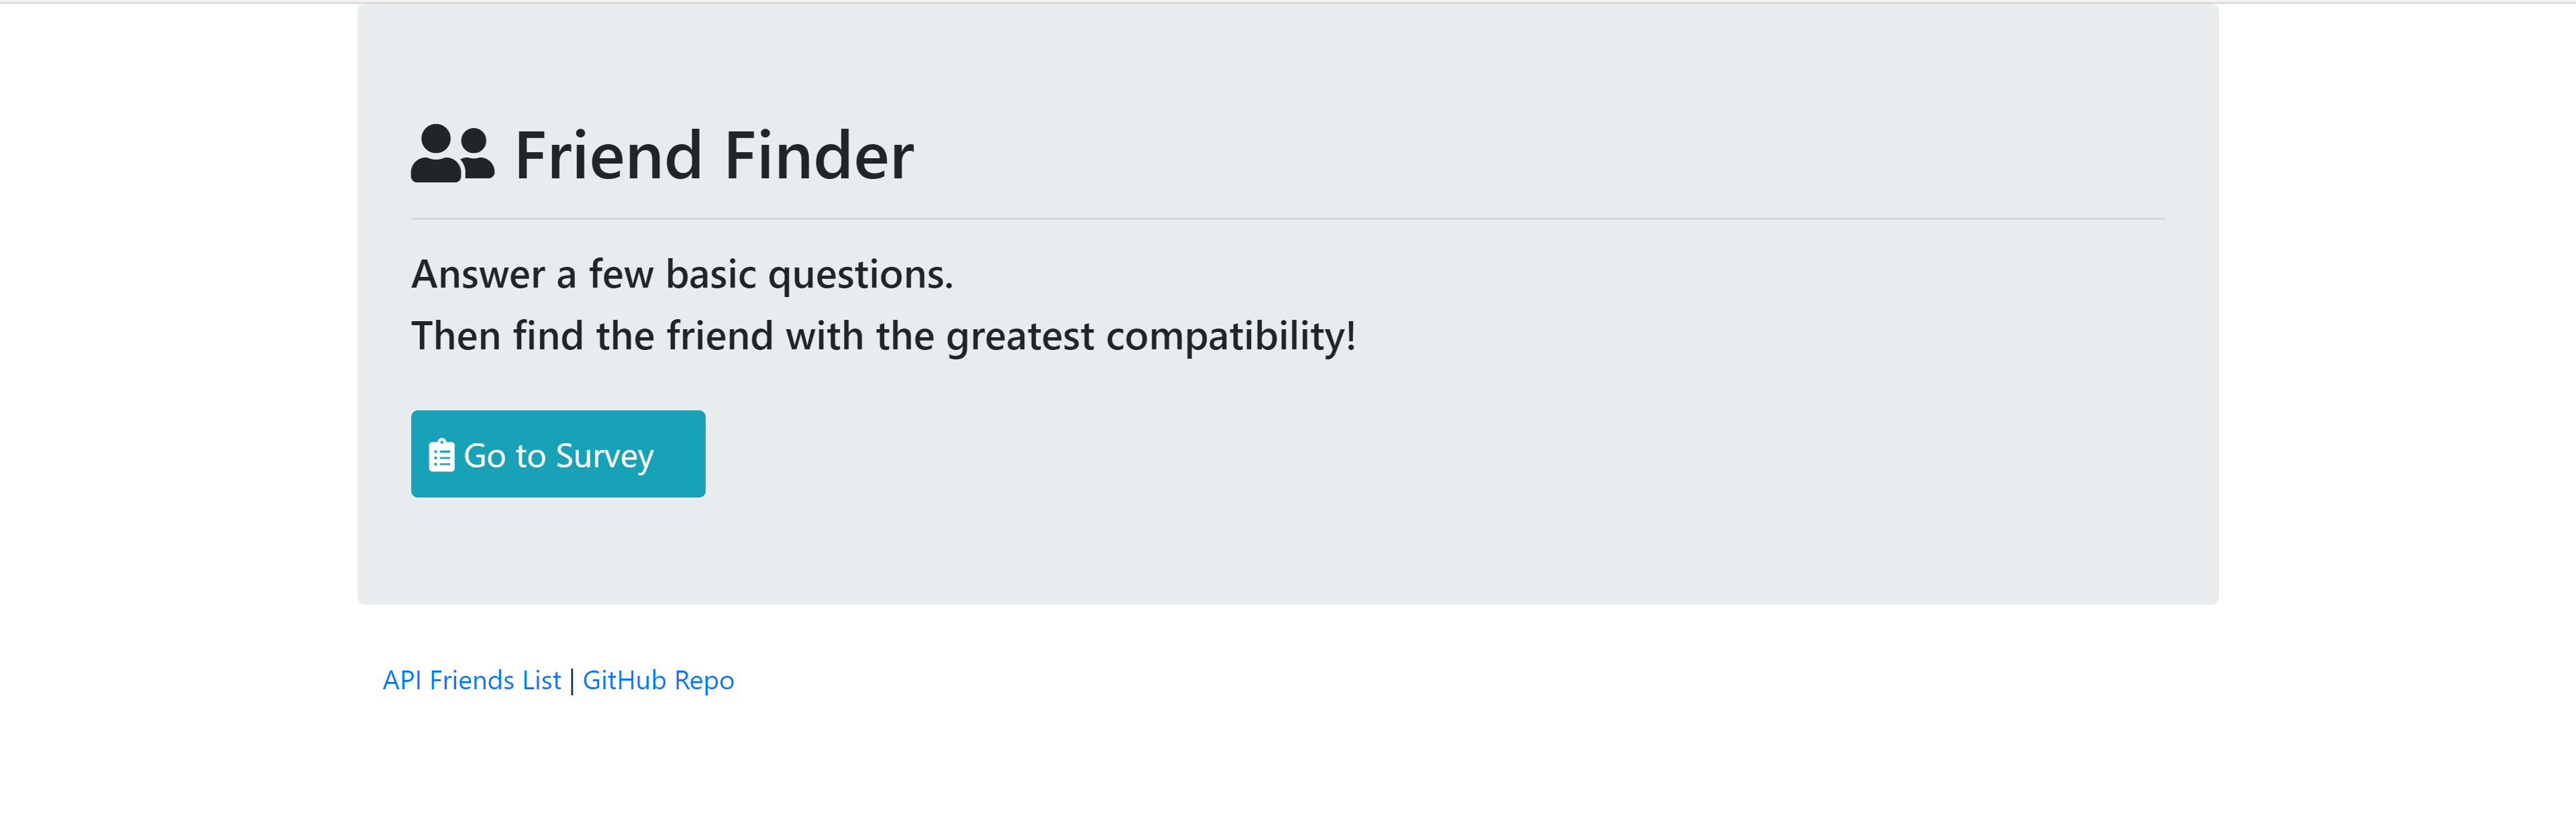 Friend Finder
Answer a few basic questions.
Then find the friend with the greatest compatibility!
Go to Survey
API Friends List | GitHub Repo